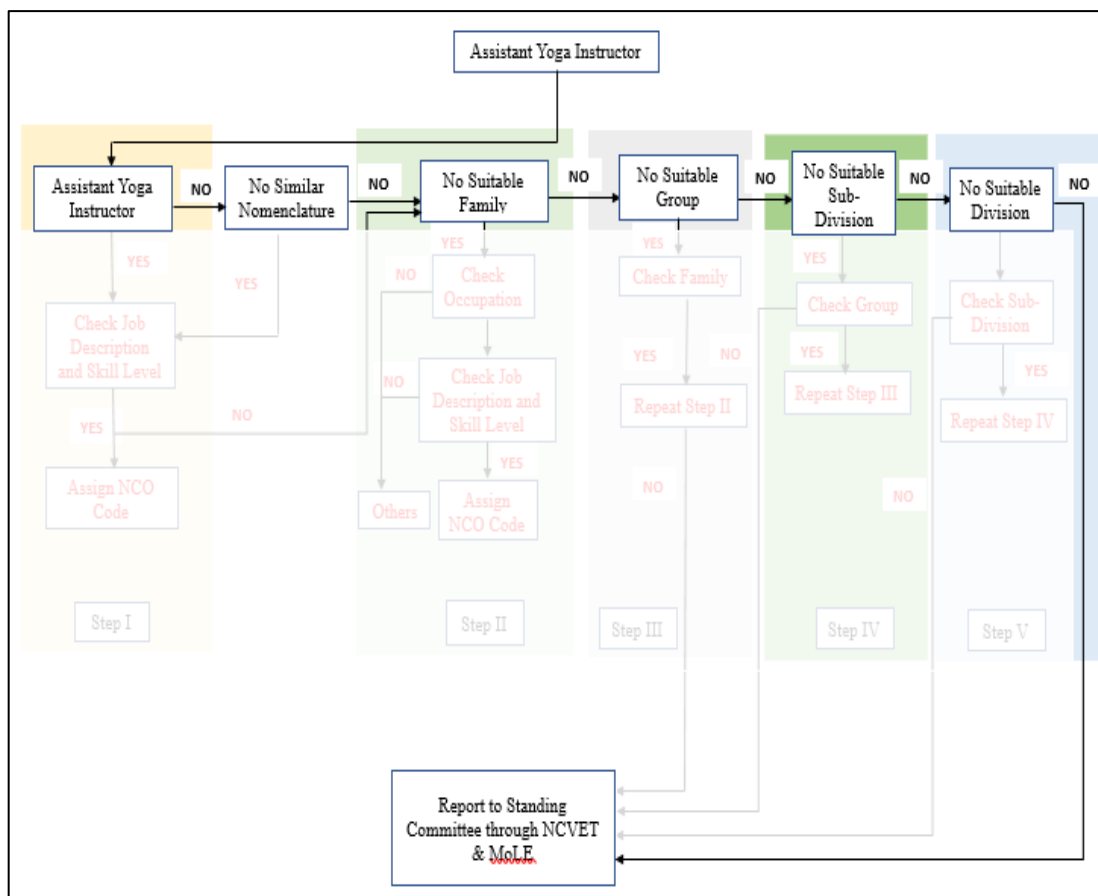 Assistant Yoga Instructor
Assistant Yoga
Instructor
NO
No Similar
Nomenclature
NO
No Suitable
Family
NO
No Suitable
Group
NO
No Suitable
Sub-
Division
NO
No Suitable
Division
NO
YES
YES
Check Job
Description
and Skill Level
YES
NO
Assign NCO
Code
Step I
YES
NO
Check
Occupation
NO
Check Job
Description and
Skill Level
YES
Others
Assign
NCO Code
Step II
YES
Check Family
YES
NO
Repeat Step II
NO
Step III
YES
Check Group
YES
Repeat Step III
NO
Step IV
Check Sub-
Division
YES
Repeat Step IV
Step V
Report to Standing
Committee through NCVET
& MoLE